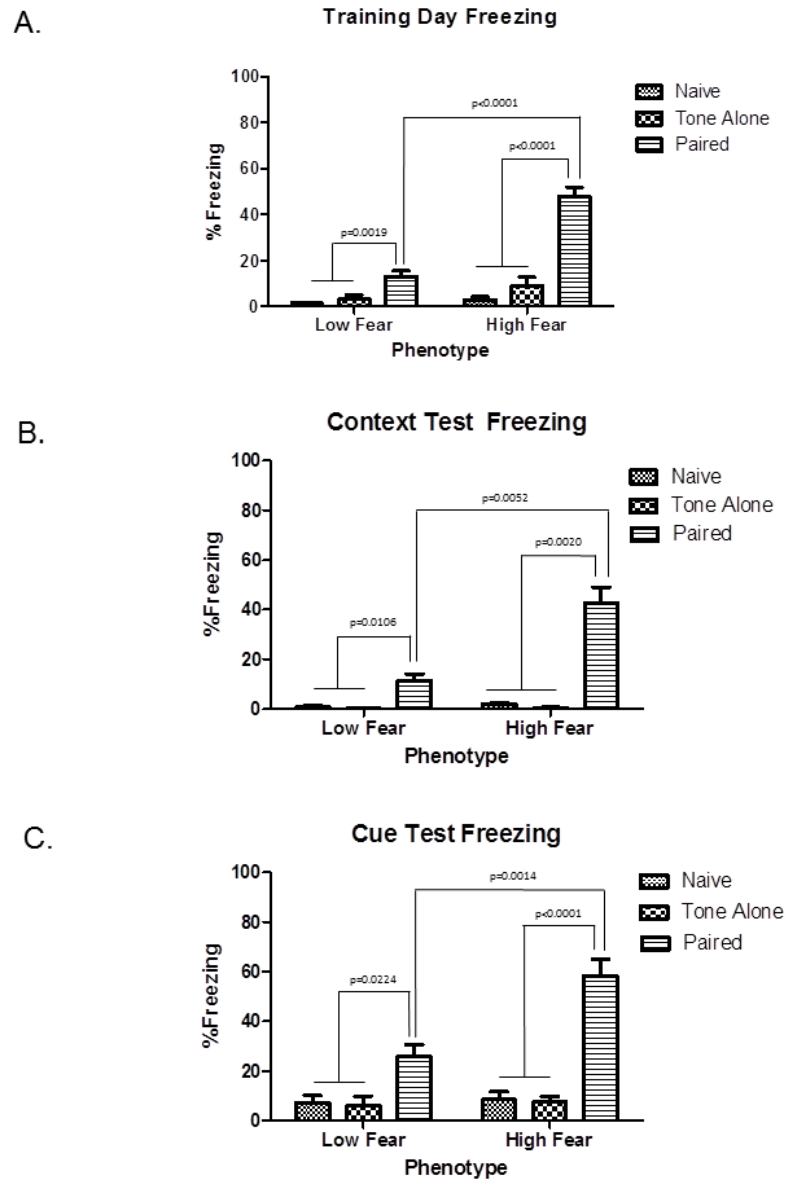 A.
Training Day Freezing
100
80
60
40
20
0
%Freezing
p=0.0019
p<0.0001
p<0.0001
Naive
Tone Alone
Paired
Low Fear High Fear
Phenotype
B.
Context Test Freezing
100
80
60
40
20
0
%Freezing
p=0.0106
p=0.0052
p=0.0020
Naive
Tone Alone
Paired
Low Fear High Fear
Phenotype
C.
Cue Test Freezing
100
80
60
40
20
0
%Freezing
p=0.0224
p=0.0014
p<0.0001
Naive
Tone Alone
Paired
Low Fear High Fear
Phenotype